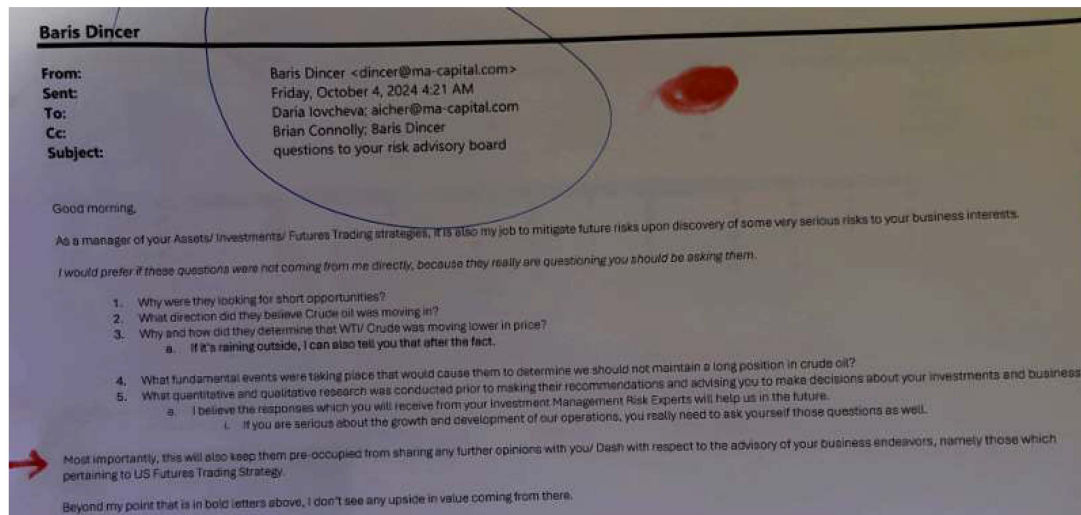 Baris Dincer
From: Baris Dincer <dincer@ma-capital.com>
Sent: Friday, October 4, 2024 4:21 AM
To: Daria Iovcheva; aicher@ma-capital.com
Cc: Brian Connolly; Baris Dincer
Subject: questions to your risk advisory board
Good morning,
As a manager of your Assets/ Investments/ Futures Trading strategies, it is also my job to mitigate future risks upon discovery of some very serious risks to your business interests.
I would prefer if these questions were not coming from me directly, because they really are questioning you should be asking them.
1. Why were they looking for short opportunities?
2. What direction did they believe Crude oil was moving in?
3. Why and how did they determine that WTI/ Crude was moving lower in price?
a. If it's raining outside, I can also tell you that after the fact.
4. What fundamental events were taking place that would cause them to determine we should not maintain a long position in crude oil?
5. What quantitative and qualitative research was conducted prior to making their recommendations and advising you to make decisions about your investments and business
a. I believe the responses which you will receive from your Investment Management Risk Experts will help us in the future.
i. If you are serious about the growth and development of our operations, you really need to ask yourself those questions as well.
Most importantly, this will also keep them pre-occupied from sharing any further opinions with you/ Dash with respect to the advisory of your business endeavors, namely those which
pertaining to US Futures Trading Strategy.
Beyond my point that is in bold letters above, I don't see any upside in value coming from there.